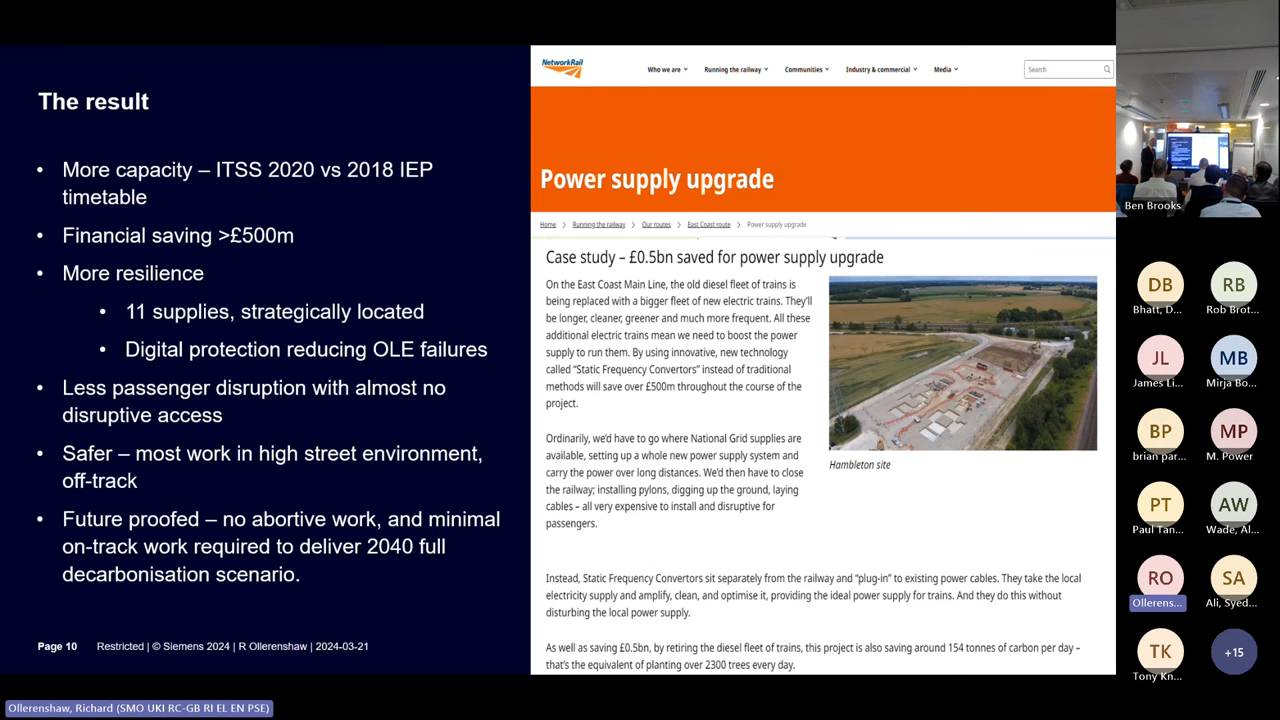 The result
• More capacity – ITSS 2020 vs 2018 IEP
timetable
• Financial saving >£500m
• More resilience
• 11 supplies, strategically located
• Digital protection reducing OLE failures
• Less passenger disruption with almost no
disruptive access
• Safer – most work in high street environment,
off-track
• Future proofed – no abortive work, and minimal
on-track work required to deliver 2040 full
decarbonisation scenario.
Page 10 Restricted | © Siemens 2024 | R Ollerenshaw | 2024-03-21
NetworkRail
Who we are Running the railway Communities Industry & commercial Media Search
Power supply upgrade
Home > Running the railway > Our routes > East Coast route > Power supply upgrade
Case study – £0.5bn saved for power supply upgrade
On the East Coast Main Line, the old diesel fleet of trains is
being replaced with a bigger fleet of new electric trains. They'll
be longer, cleaner, greener and much more frequent. All these
additional electric trains mean we need to boost the power
supply to run them. By using innovative, new technology
called "Static Frequency Convertors" instead of traditional
methods will save over £500m throughout the course of the
project.
Ordinarily, we'd have to go where National Grid supplies are
available, setting up a whole new power supply system and
carry the power over long distances. We'd then have to close
the railway; installing pylons, digging up the ground, laying
cables – all very expensive to install and disruptive for
passengers.
Hambleton site
Instead, Static Frequency Convertors sit separately from the railway and "plug-in" to existing power cables. They take the local
electricity supply and amplify, clean, and optimise it, providing the ideal power supply for trains. And they do this without
disturbing the local power supply.
As well as saving £0.5bn, by retiring the diesel fleet of trains, this project is also saving around 154 tonnes of carbon per day –
that's the equivalent of planting over 2300 trees every day.
Ben Brooks
DB RB
Bhatt, D... Rob Brot...
JL MB
James Li... Mirja Bo...
BP MP
brian par... M. Power
PT AW
Paul Tan... Wade, Al...
RO SA
Ollerens... Ali, Syed...
TK +15
Tony Kn...
Ollerenshaw, Richard (SMO UKI RC-GB RI EL EN PSE)